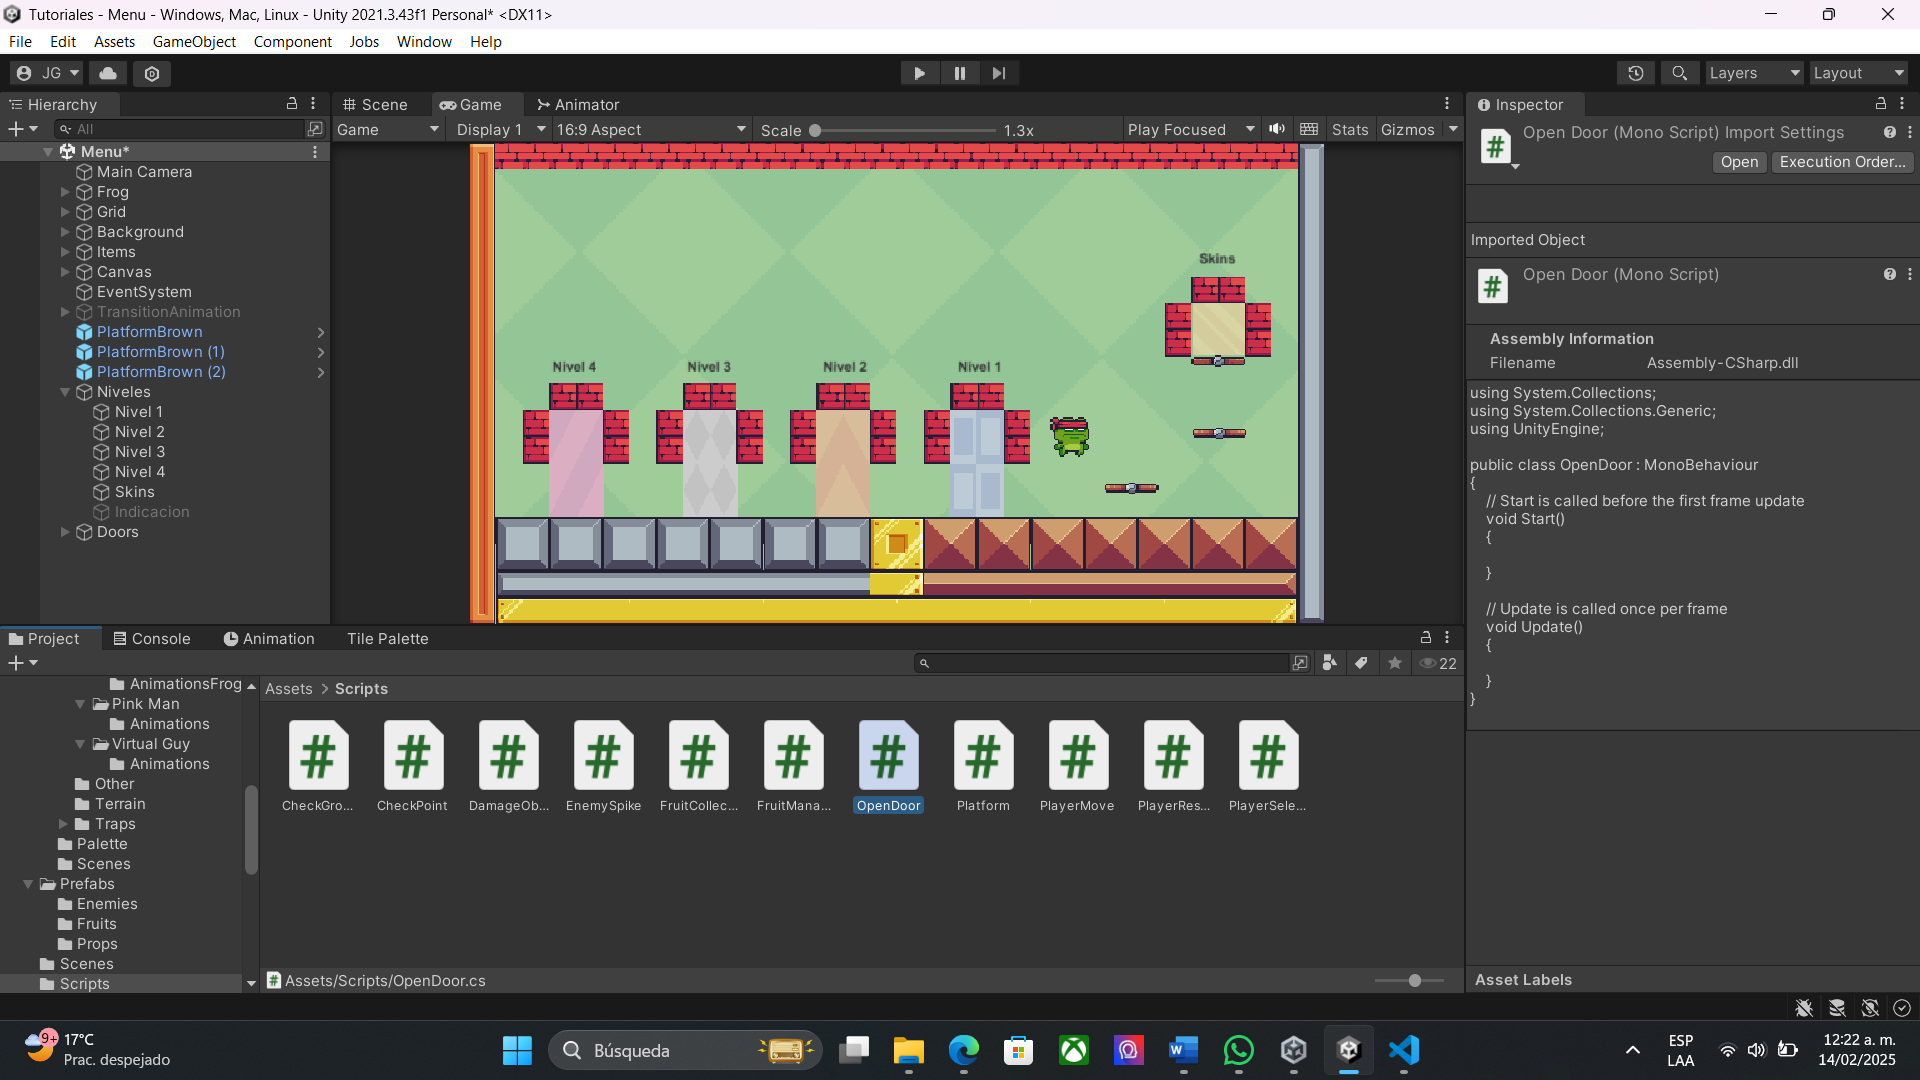 Tutoriales - Menu - Windows, Mac, Linux - Unity 2021.3.43f1 Personal* <DX11>
File Edit Assets GameObject Component Jobs Window Help
JG Layers Layout
Hierarchy
All
Menu*
Main Camera
Frog
Grid
Background
Items
Canvas
EventSystem
TransitionAnimation
PlatformBrown
PlatformBrown (1)
PlatformBrown (2)
Niveles
Nivel 1
Nivel 2
Nivel 3
Nivel 4
Skins
Indicacion
Doors
Scene Game Animator
Game Display 1 16:9 Aspect Scale 1.3x Play Focused Stats Gizmos
Skins
Nivel 4 Nivel 3 Nivel 2 Nivel 1
Inspector
Open Door (Mono Script) Import Settings
Open Execution Order...
Imported Object
Open Door (Mono Script)
Assembly Information
Filename Assembly-CSharp.dll
using System.Collections;
using System.Collections.Generic;
using UnityEngine;
public class OpenDoor : MonoBehaviour
{
// Start is called before the first frame update
void Start()
{
}
// Update is called once per frame
void Update()
{
}
}
Asset Labels
Project Console Animation Tile Palette
22
AnimationsFrog
Pink Man
Animations
Virtual Guy
Animations
Other
Terrain
Traps
Palette
Scenes
Prefabs
Enemies
Fruits
Props
Scenes
Scripts
Assets > Scripts
# # # # # # # # # # #
CheckGro... CheckPoint DamageOb... EnemySpike FruitCollec... FruitMana... OpenDoor Platform PlayerMove PlayerRes... PlayerSele...
Assets/Scripts/OpenDoor.cs
9+
17°C
Prac. despejado
Búsqueda
ESP
LAA
12:22 a. m.
14/02/2025